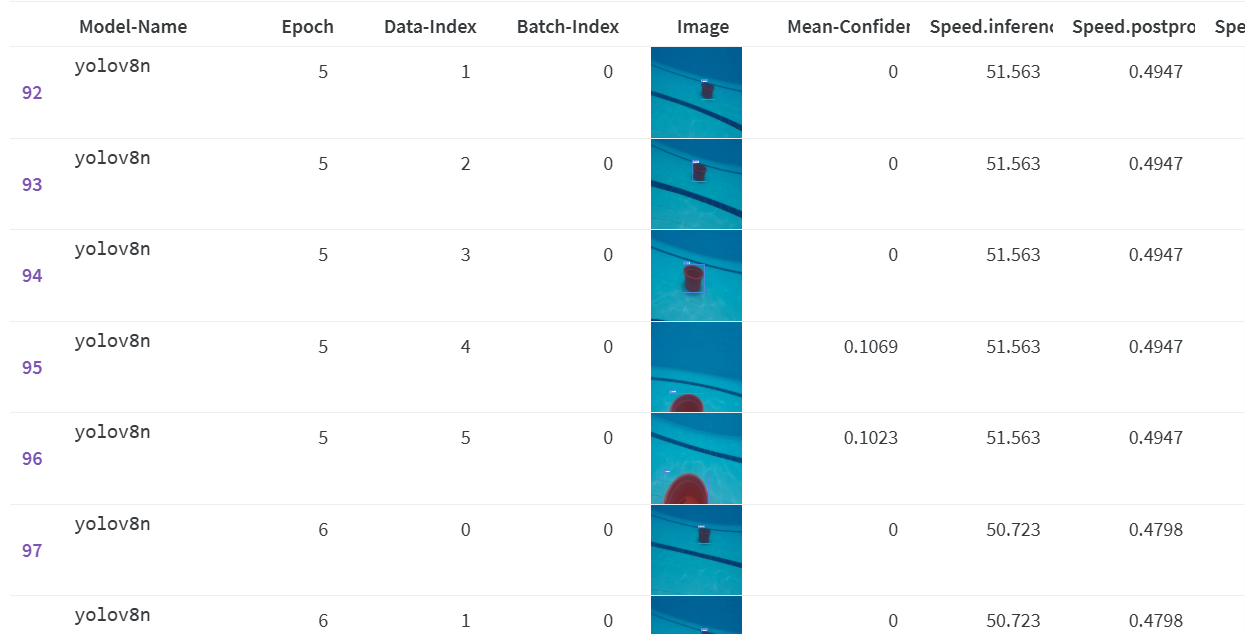 Model-Name Epoch Data-Index Batch-Index Image Mean-Confider Speed.inferenc Speed.postpro Spe
92 yolov8n 5 1 0 0 51.563 0.4947
93 yolov8n 5 2 0 0 51.563 0.4947
94 yolov8n 5 3 0 0 51.563 0.4947
95 yolov8n 5 4 0 0.1069 51.563 0.4947
96 yolov8n 5 5 0 0.1023 51.563 0.4947
97 yolov8n 6 0 0 0 50.723 0.4798
yolov8n 6 1 0 0 50.723 0.4798